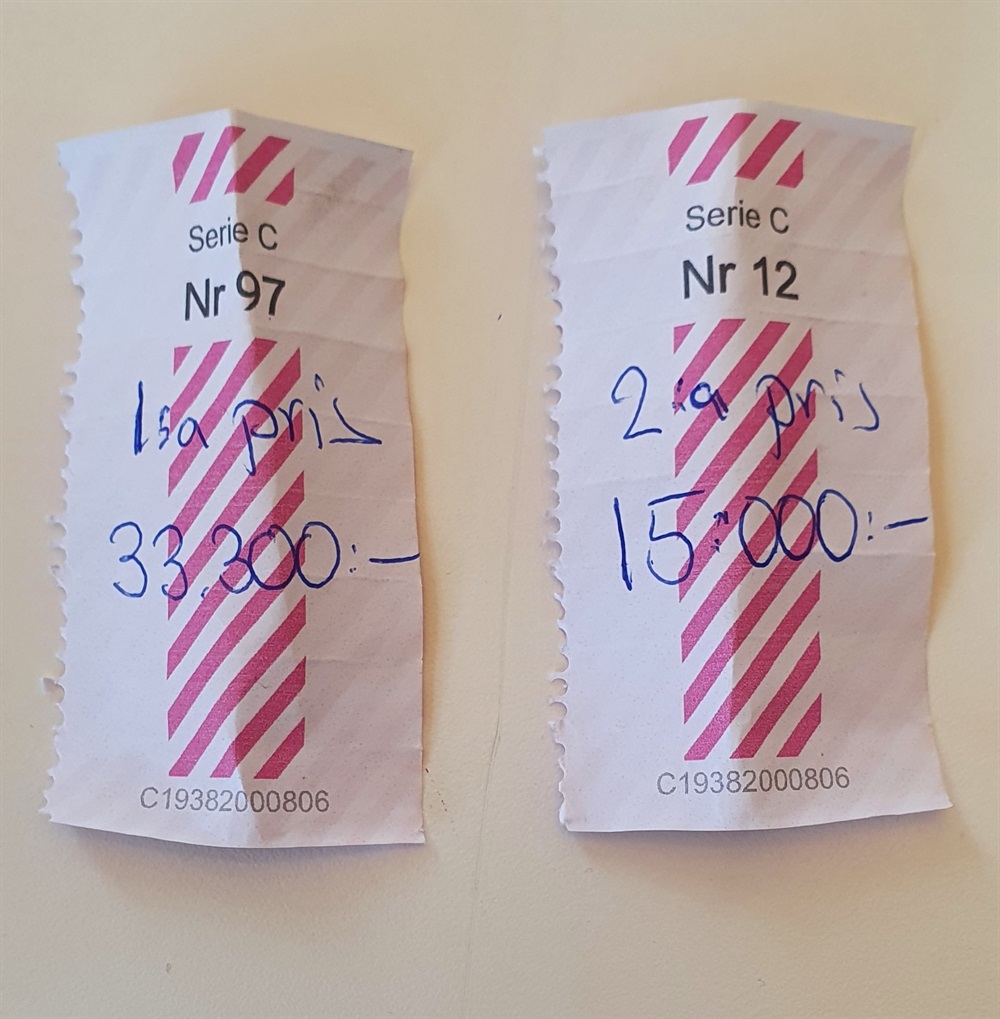 Serie C
Nr 97
1:a pris
33.300:-
C19382000806
Serie C
Nr 12
2:a pris
15:000:-
C19382000806